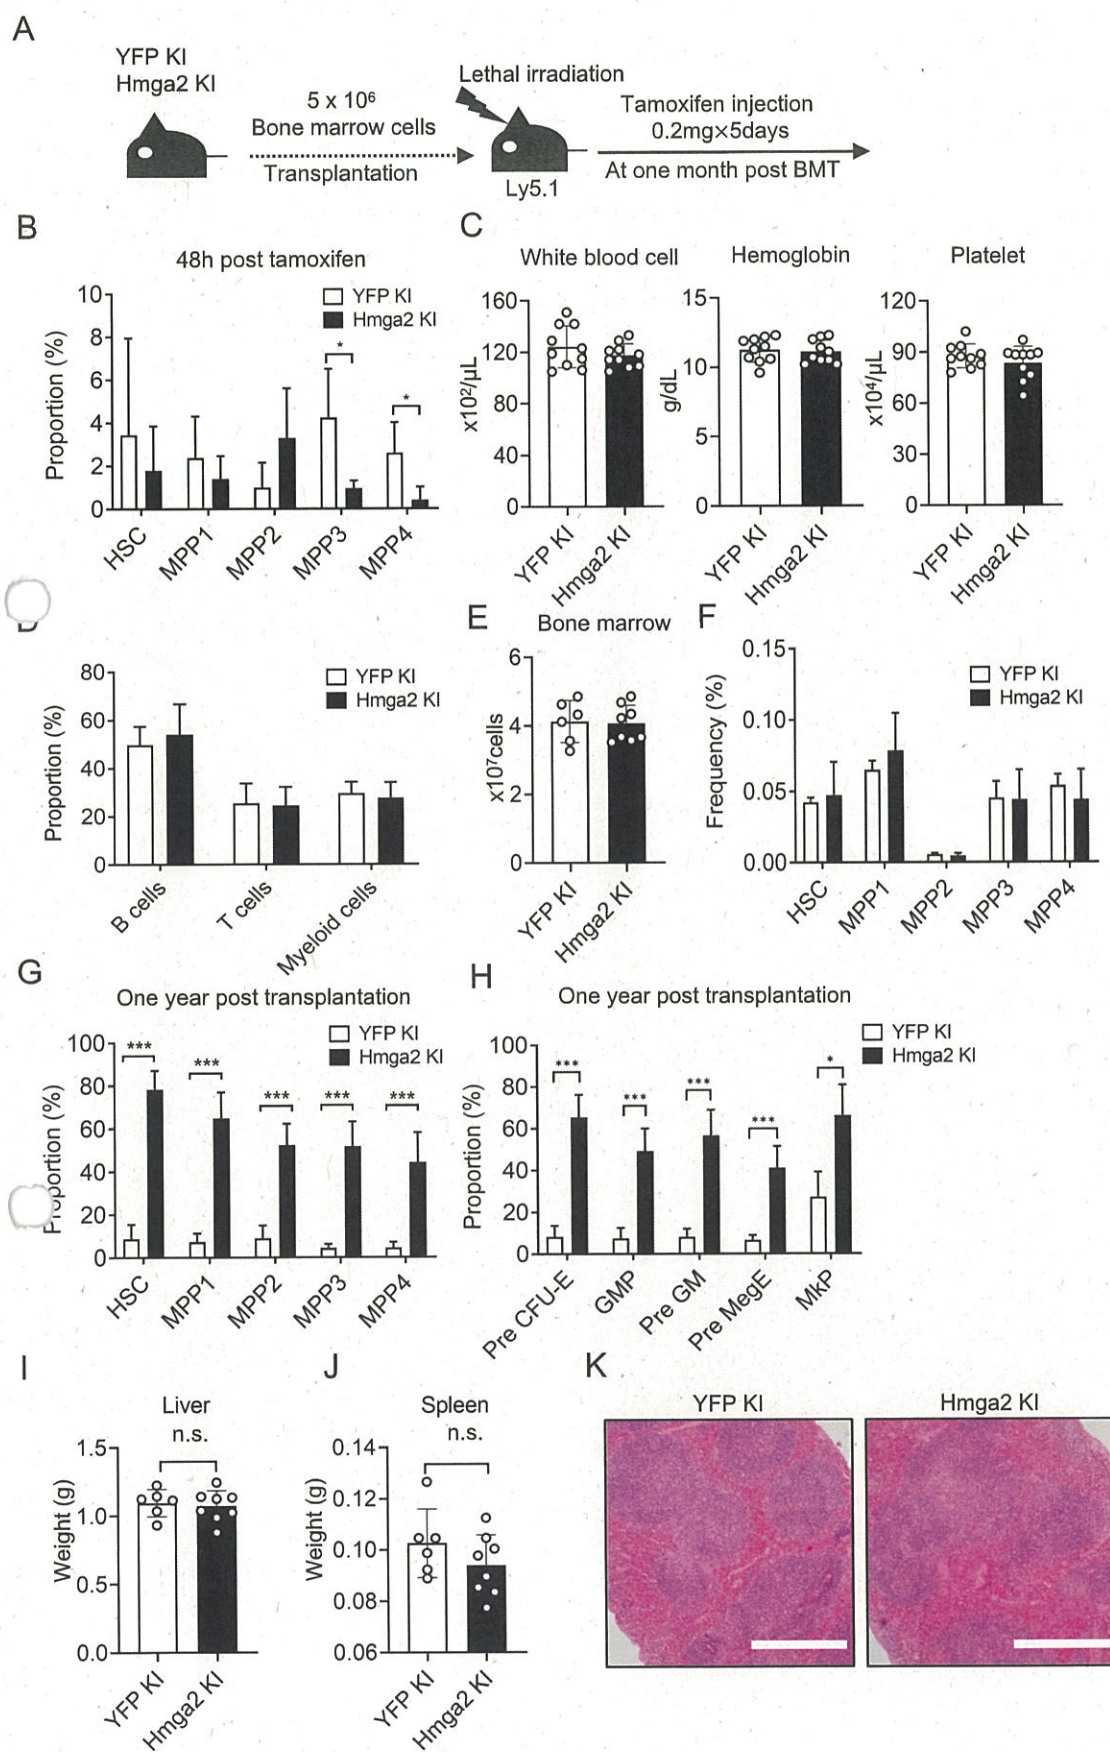 A
YFP KI
Hmga2 KI
5 x 10⁶
Bone marrow cells
Transplantation
Lethal irradiation
Ly5.1
Tamoxifen injection
0.2mg×5days
At one month post BMT
B
48h post tamoxifen
YFP KI
Hmga2 KI
Proportion (%)
10
8
6
4
2
0
*
*
HSC
MPP1
MPP2
MPP3
MPP4
C
White blood cell
x10²/µL
160
120
80
40
0
YFP KI
Hmga2 KI
Hemoglobin
g/dL
15
10
5
0
YFP KI
Hmga2 KI
Platelet
x10⁴/µL
120
90
60
30
0
YFP KI
Hmga2 KI
YFP KI
Hmga2 KI
Proportion (%)
80
60
40
20
0
B cells
T cells
Myeloid cells
E
Bone marrow
x10⁷cells
6
4
2
0
YFP KI
Hmga2 KI
F
YFP KI
Hmga2 KI
Frequency (%)
0.15
0.10
0.05
0.00
HSC
MPP1
MPP2
MPP3
MPP4
G
One year post transplantation
YFP KI
Hmga2 KI
Proportion (%)
100
80
60
40
20
0
***
***
***
***
***
HSC
MPP1
MPP2
MPP3
MPP4
H
One year post transplantation
YFP KI
Hmga2 KI
Proportion (%)
100
80
60
40
20
0
***
***
***
***
*
Pre CFU-E
GMP
Pre GM
Pre MegE
MkP
I
Liver
n.s.
Weight (g)
1.5
1.0
0.5
0.0
YFP KI
Hmga2 KI
J
Spleen
n.s.
Weight (g)
0.14
0.12
0.10
0.08
0.06
YFP KI
Hmga2 KI
K
YFP KI
Hmga2 KI